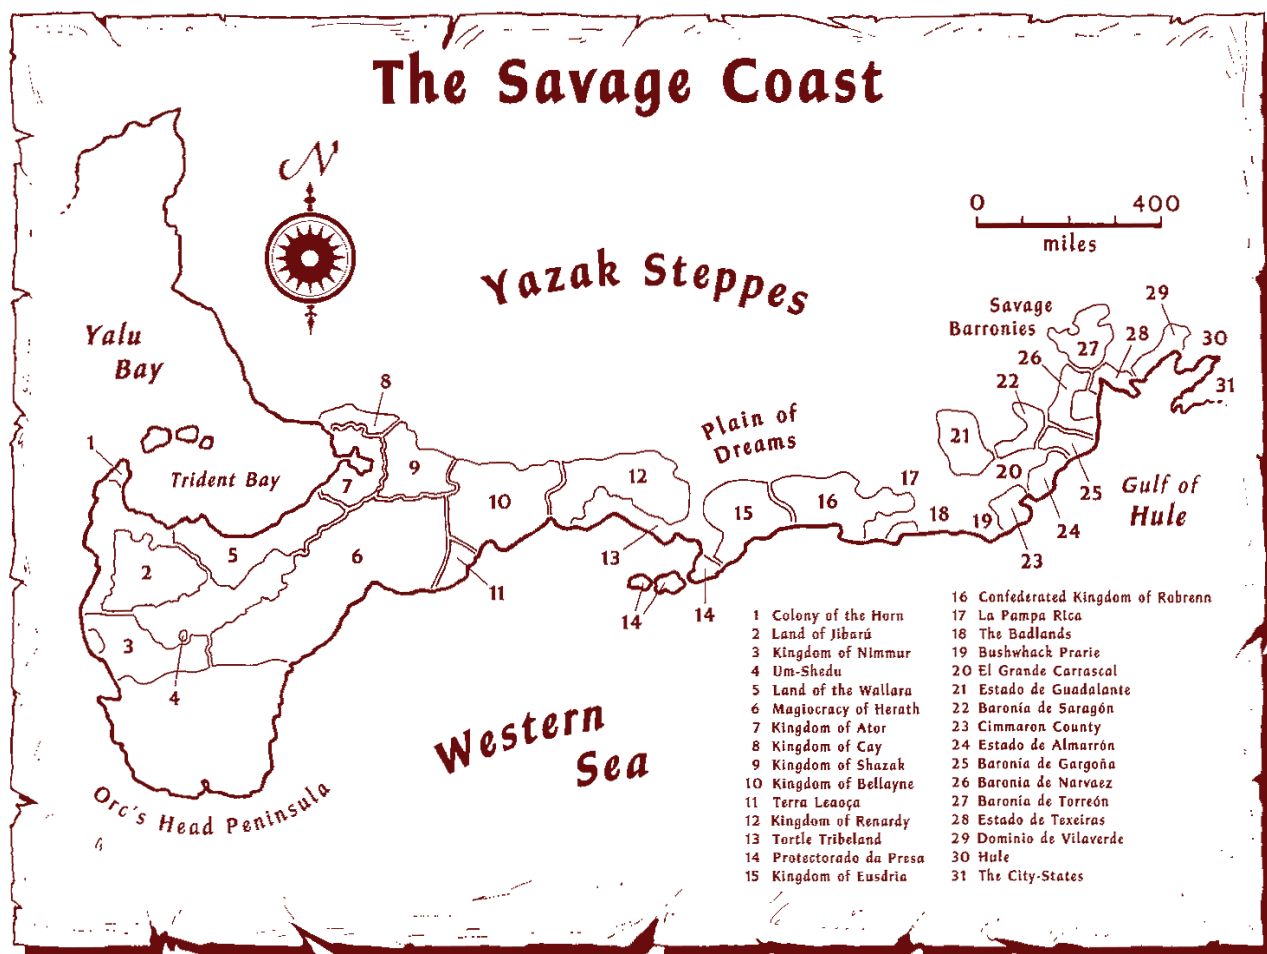 The Savage Coast
N
0 400
miles
Yazak Steppes
Savage
Barronies
Yalu
Bay
Trident Bay
Plain of
Dreams
Gulf of
Hule
Western
Sea
Orc's Head Peninsula
1
2
3
4
5
6
7
8
9
10
11
12
13
14
14
15
16
17
18
19
20
21
22
23
24
25
26
27
28
29
30
31
1 Colony of the Horn
2 Land of Jibarú
3 Kingdom of Nimmur
4 Um-Shedu
5 Land of the Wallara
6 Magiocracy of Herath
7 Kingdom of Ator
8 Kingdom of Cay
9 Kingdom of Shazak
10 Kingdom of Bellayne
11 Terra Leaoça
12 Kingdom of Renardy
13 Tortle Tribeland
14 Protectorado da Presa
15 Kingdom of Eusdria
16 Confederated Kingdom of Robrenn
17 La Pampa Rica
18 The Badlands
19 Bushwhack Prarie
20 El Grande Carrascal
21 Estado de Guadalante
22 Baronía de Saragón
23 Cimmaron County
24 Estado de Almarrón
25 Baronía de Gargoña
26 Baronia de Narvaez
27 Baronía de Torreón
28 Estado de Texeiras
29 Dominio de Vilaverde
30 Hule
31 The City-States